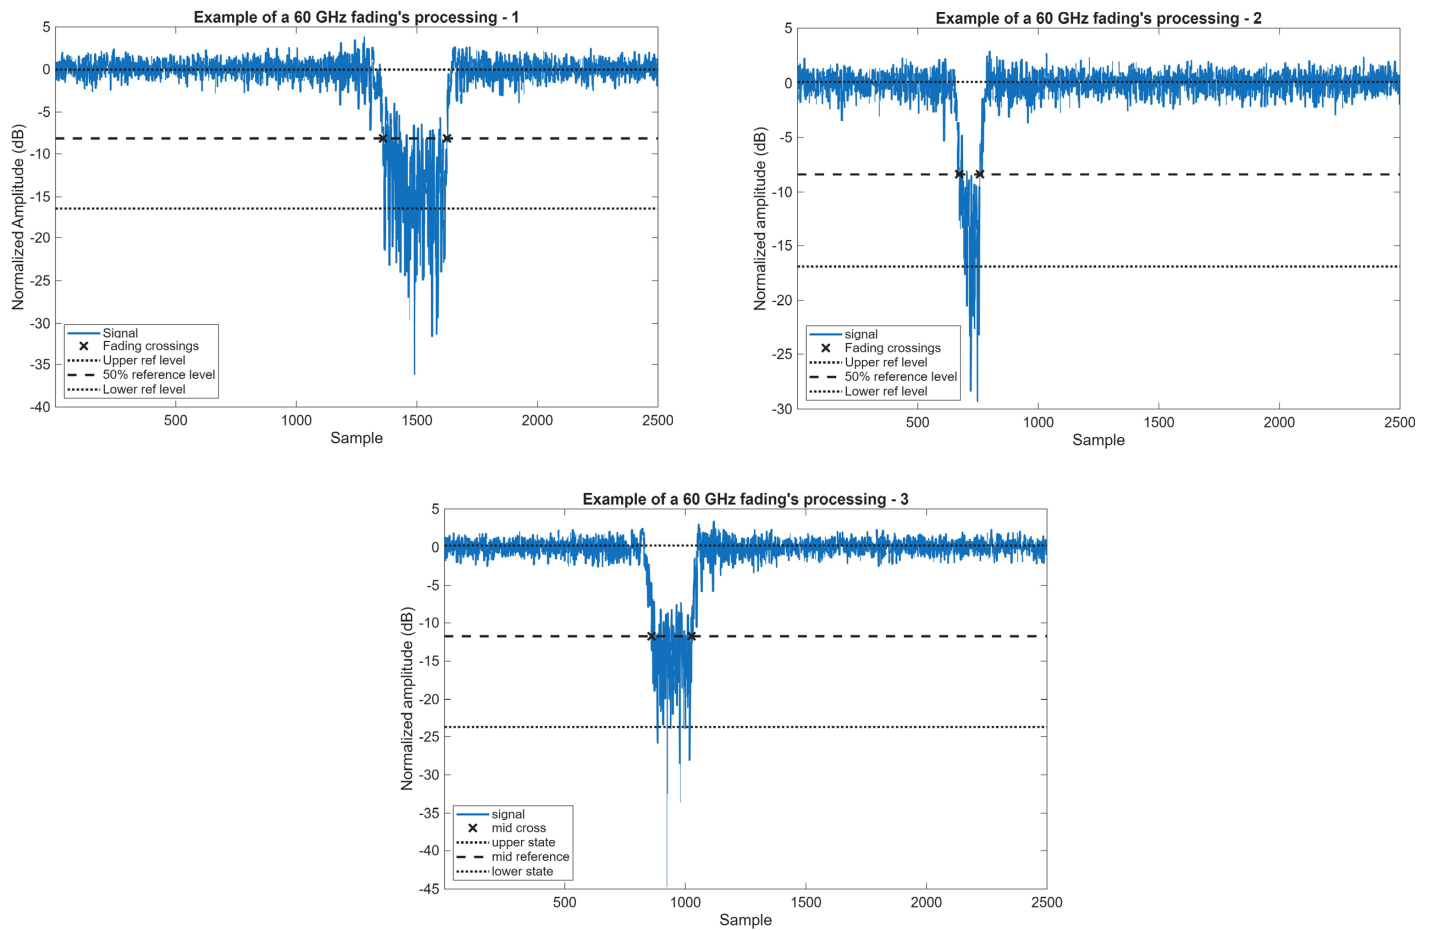 Example of a 60 GHz fading's processing - 1
5
0
-5
-10
-15
-20
-25
-30
-35
-40
Normalized Amplitude (dB)
Signal
Fading crossings
Upper ref level
50% reference level
Lower ref level
500
1000
1500
2000
2500
Sample
Example of a 60 GHz fading's processing - 2
5
0
-5
-10
-15
-20
-25
-30
Normalized amplitude (dB)
signal
Fading crossings
Upper ref level
50% reference level
Lower ref level
500
1000
1500
2000
2500
Sample
Example of a 60 GHz fading's processing - 3
5
0
-5
-10
-15
-20
-25
-30
-35
-40
-45
Normalized amplitude (dB)
signal
mid cross
upper state
mid reference
lower state
500
1000
1500
2000
2500
Sample